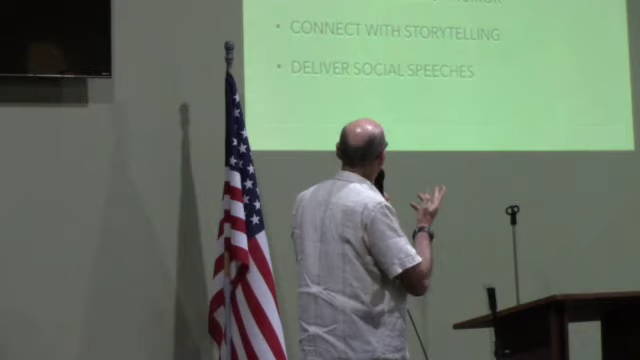 • CONNECT WITH STORYTELLING
• DELIVER SOCIAL SPEECHES